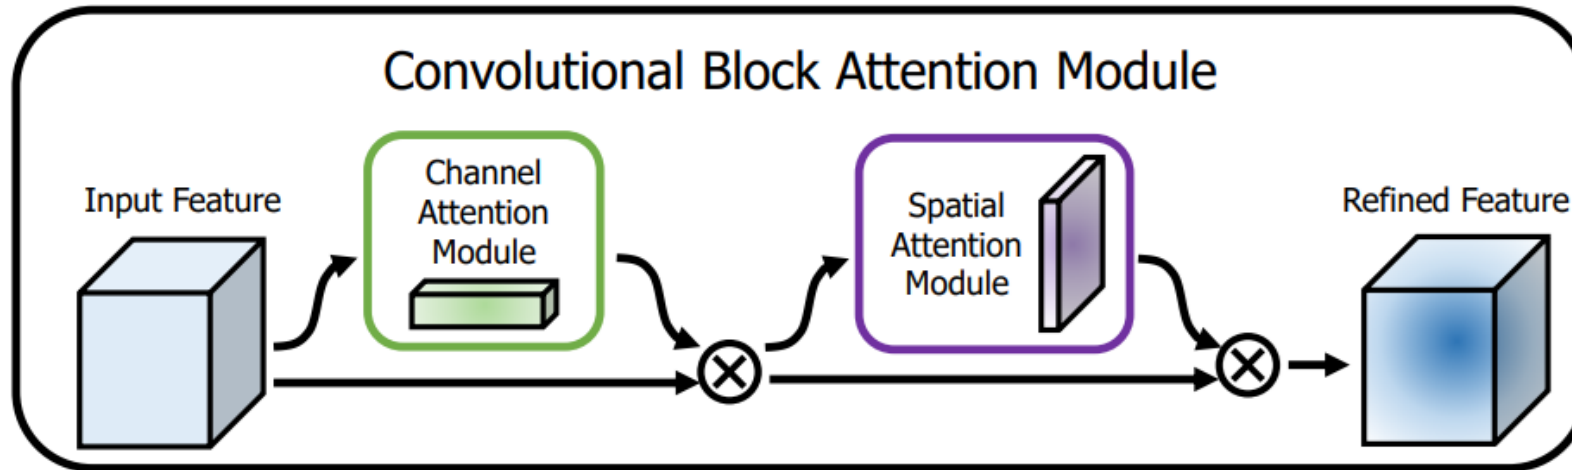 Convolutional Block Attention Module
Input Feature
Channel
Attention
Module
Spatial
Attention
Module
Refined Feature